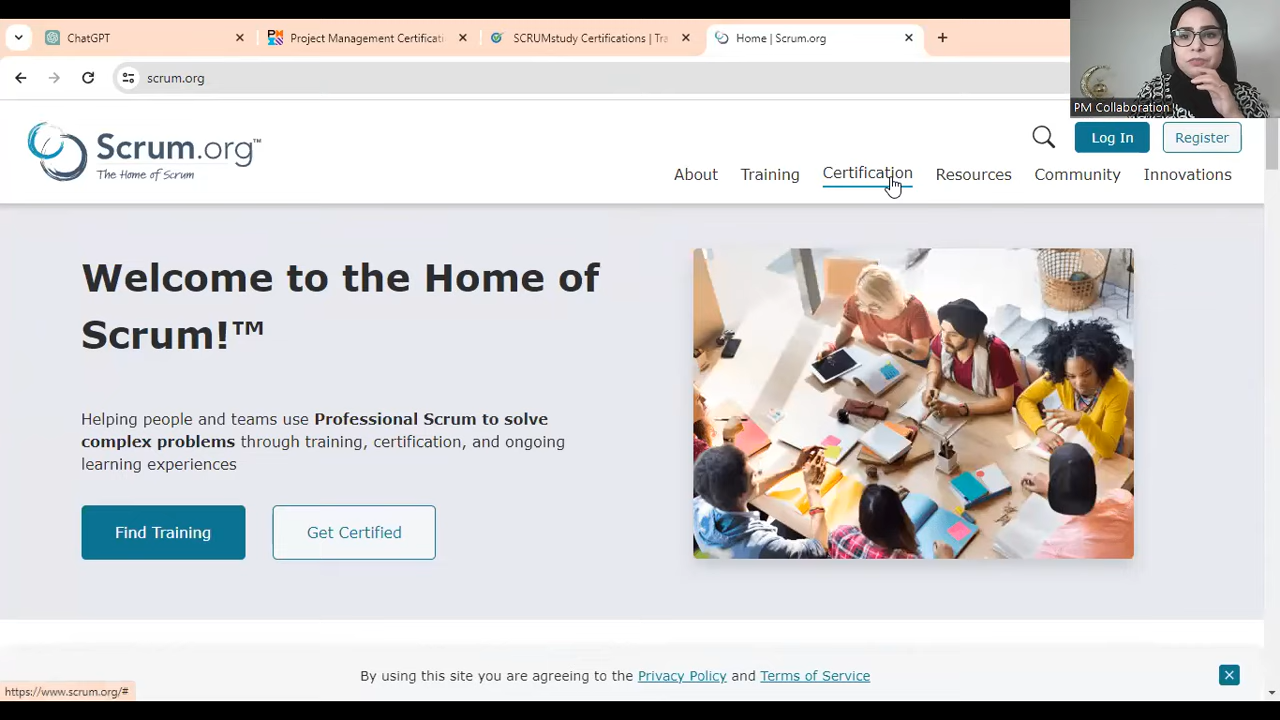 ChatGPT
Project Management Certificati
SCRUMstudy Certifications | Tra
Home | Scrum.org
scrum.org
PM Collaboration
Scrum.org™
The Home of Scrum
Log In
Register
About
Training
Certification
Resources
Community
Innovations
Welcome to the Home of
Scrum!™
Helping people and teams use Professional Scrum to solve
complex problems through training, certification, and ongoing
learning experiences
Find Training
Get Certified
By using this site you are agreeing to the Privacy Policy and Terms of Service
https://www.scrum.org/#